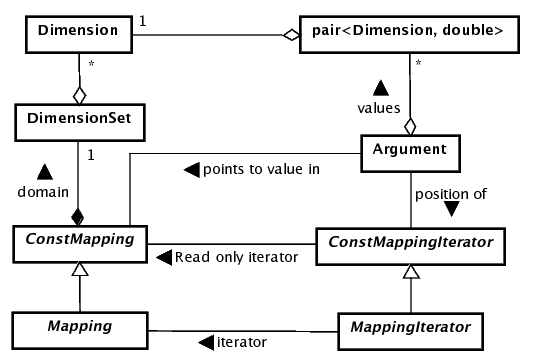 Dimension
1
pair<Dimension, double>
*
*
values
DimensionSet
Argument
1
points to value in
domain
position of
ConstMapping
ConstMappingIterator
Read only iterator
Mapping
MappingIterator
iterator